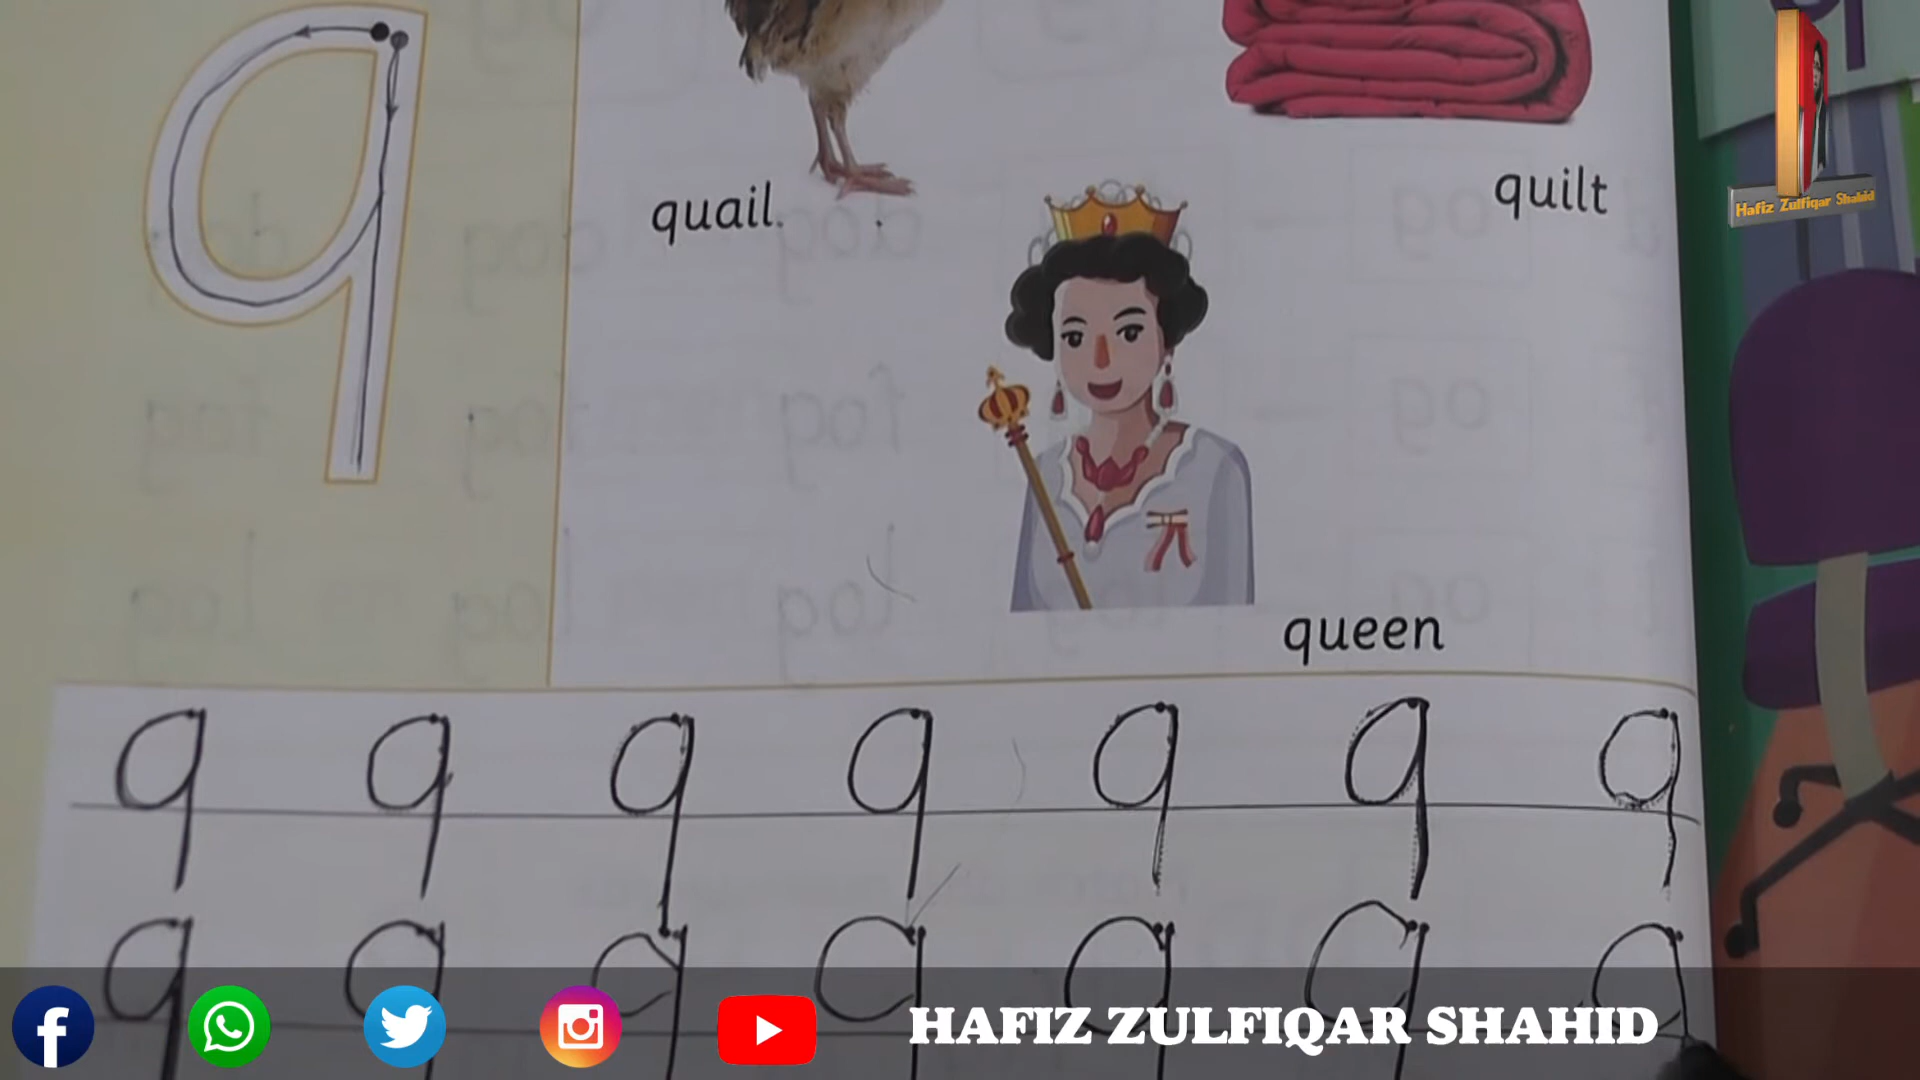 q
quail
quilt
queen
q q q q q q q
q q q q q q q
Hafiz Zulfiqar Shahid
HAFIZ ZULFIQAR SHAHID